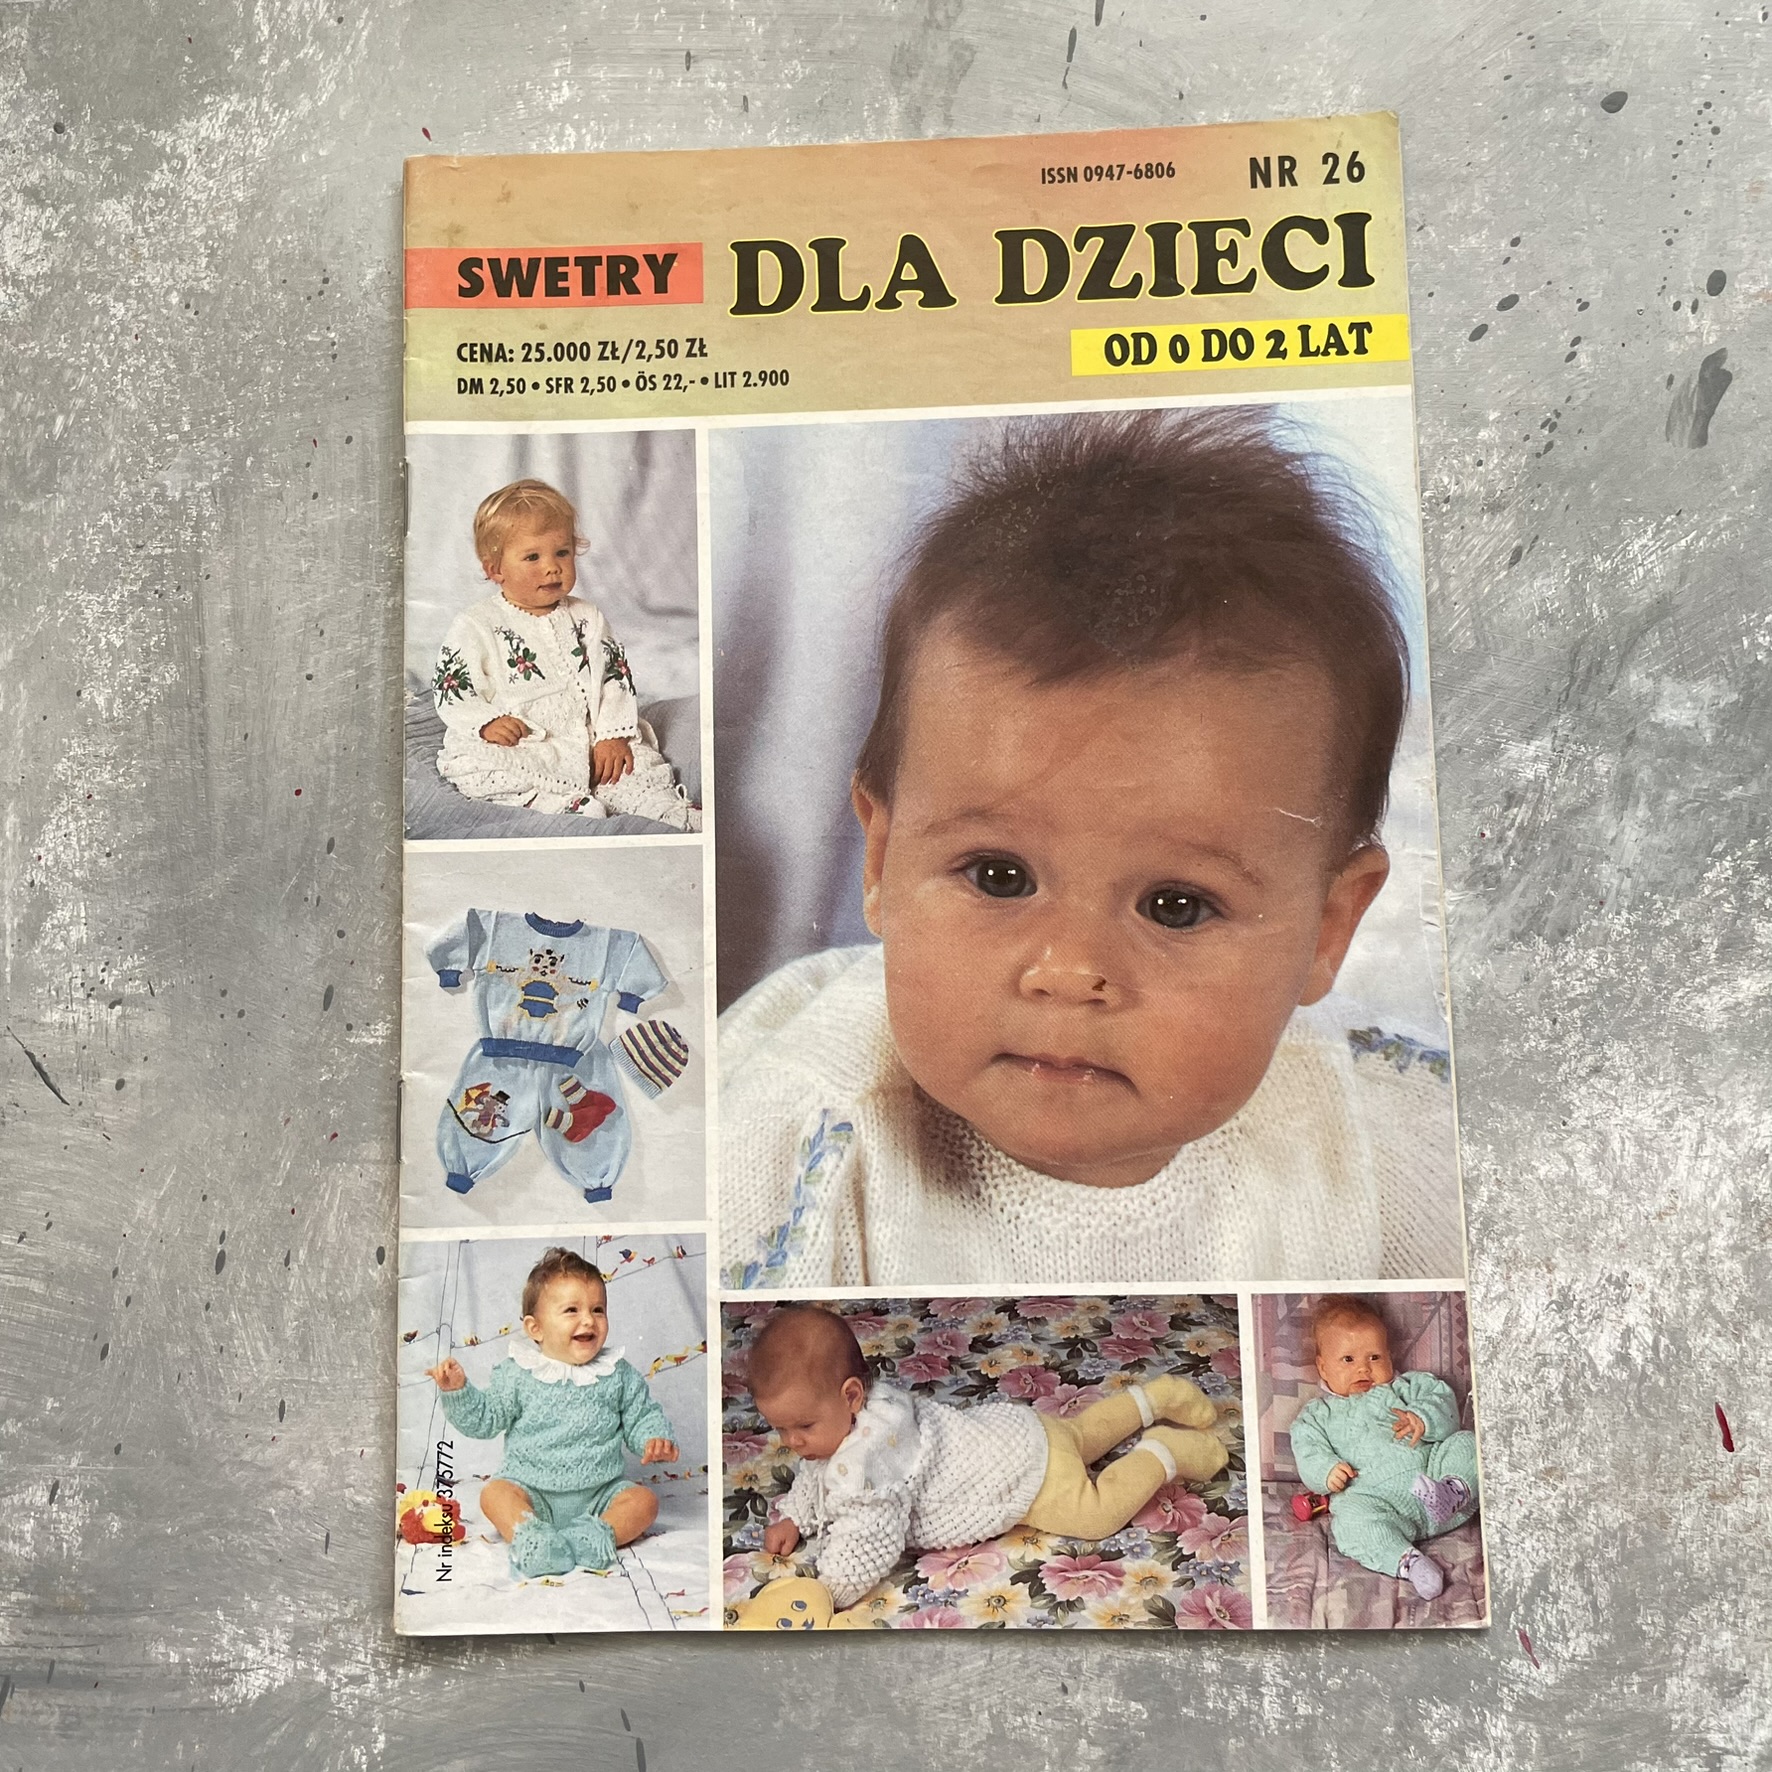 ISSN 0947-6806
NR 26
SWETRY
DLA DZIECI
OD 0 DO 2 LAT
CENA: 25.000 ZŁ/2,50 ZŁ
DM 2,50 • SFR 2,50 • ÖS 22,- • LIT 2.900
Nr indeksu 375772